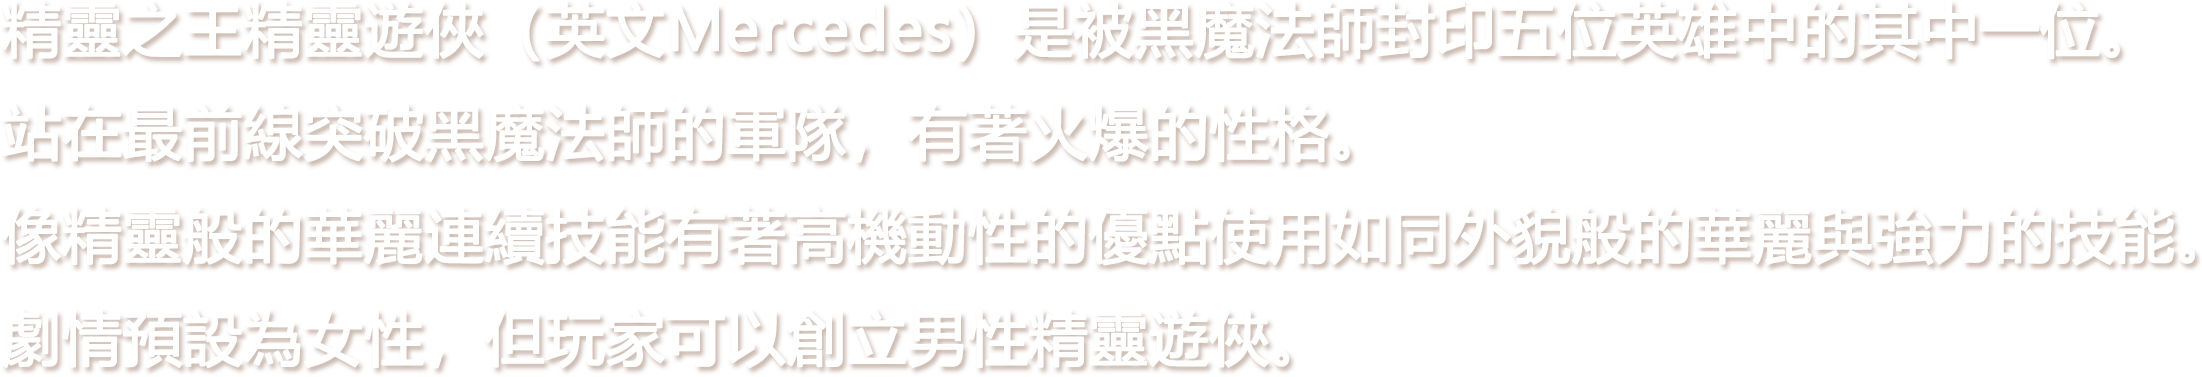 精靈之王精靈遊俠（英文Mercedes）是被黑魔法師封印五位英雄中的其中一位。
站在最前線突破黑魔法師的軍隊，有著火爆的性格。
像精靈般的華麗連續技能有著高機動性的優點使用如同外貌般的華麗與強力的技能。
劇情預設為女性，但玩家可以創立男性精靈遊俠。